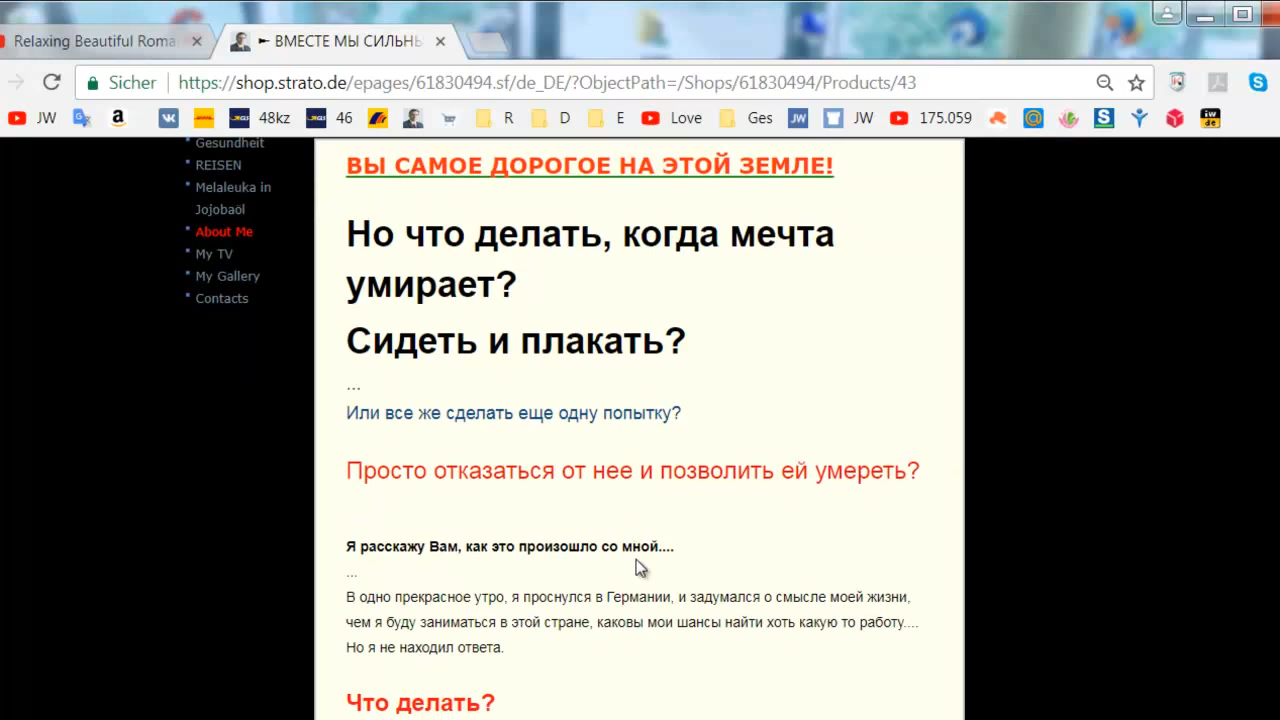 Relaxing Beautiful Roma
► ВМЕСТЕ МЫ СИЛЬНЫ
Sicher
https://shop.strato.de/epages/61830494.sf/de_DE/?ObjectPath=/Shops/61830494/Products/43
JW 48kz 46 R D E Love Ges JW JW 175.059
Gesundheit
REISEN
Melaleuka in
Jojobaöl
About Me
My TV
My Gallery
Contacts
ВЫ САМОЕ ДОРОГОЕ НА ЭТОЙ ЗЕМЛЕ!
Но что делать, когда мечта
умирает?
Сидеть и плакать?
...
Или все же сделать еще одну попытку?
Просто отказаться от нее и позволить ей умереть?
Я расскажу Вам, как это произошло со мной....
...
В одно прекрасное утро, я проснулся в Германии, и задумался о смысле моей жизни,
чем я буду заниматься в этой стране, каковы мои шансы найти хоть какую то работу....
Но я не находил ответа.
Что делать?